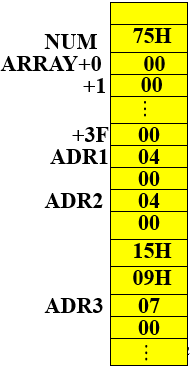 NUM 75H
ARRAY+0 00
+1 00
⋮
+3F 00
ADR1 04
00
ADR2 04
00
15H
09H
ADR3 07
00
⋮